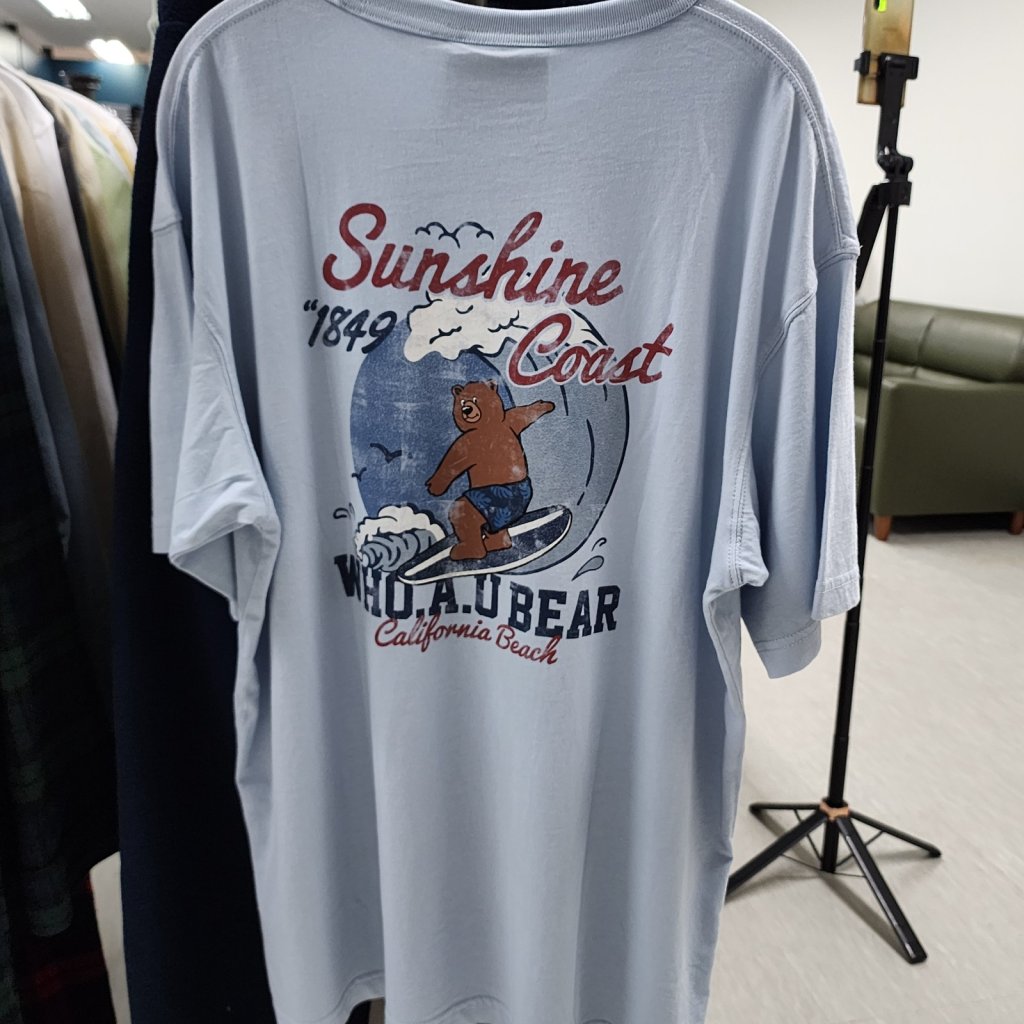 Sunshine
"1849
Coast
WHO.A.U BEAR
California Beach